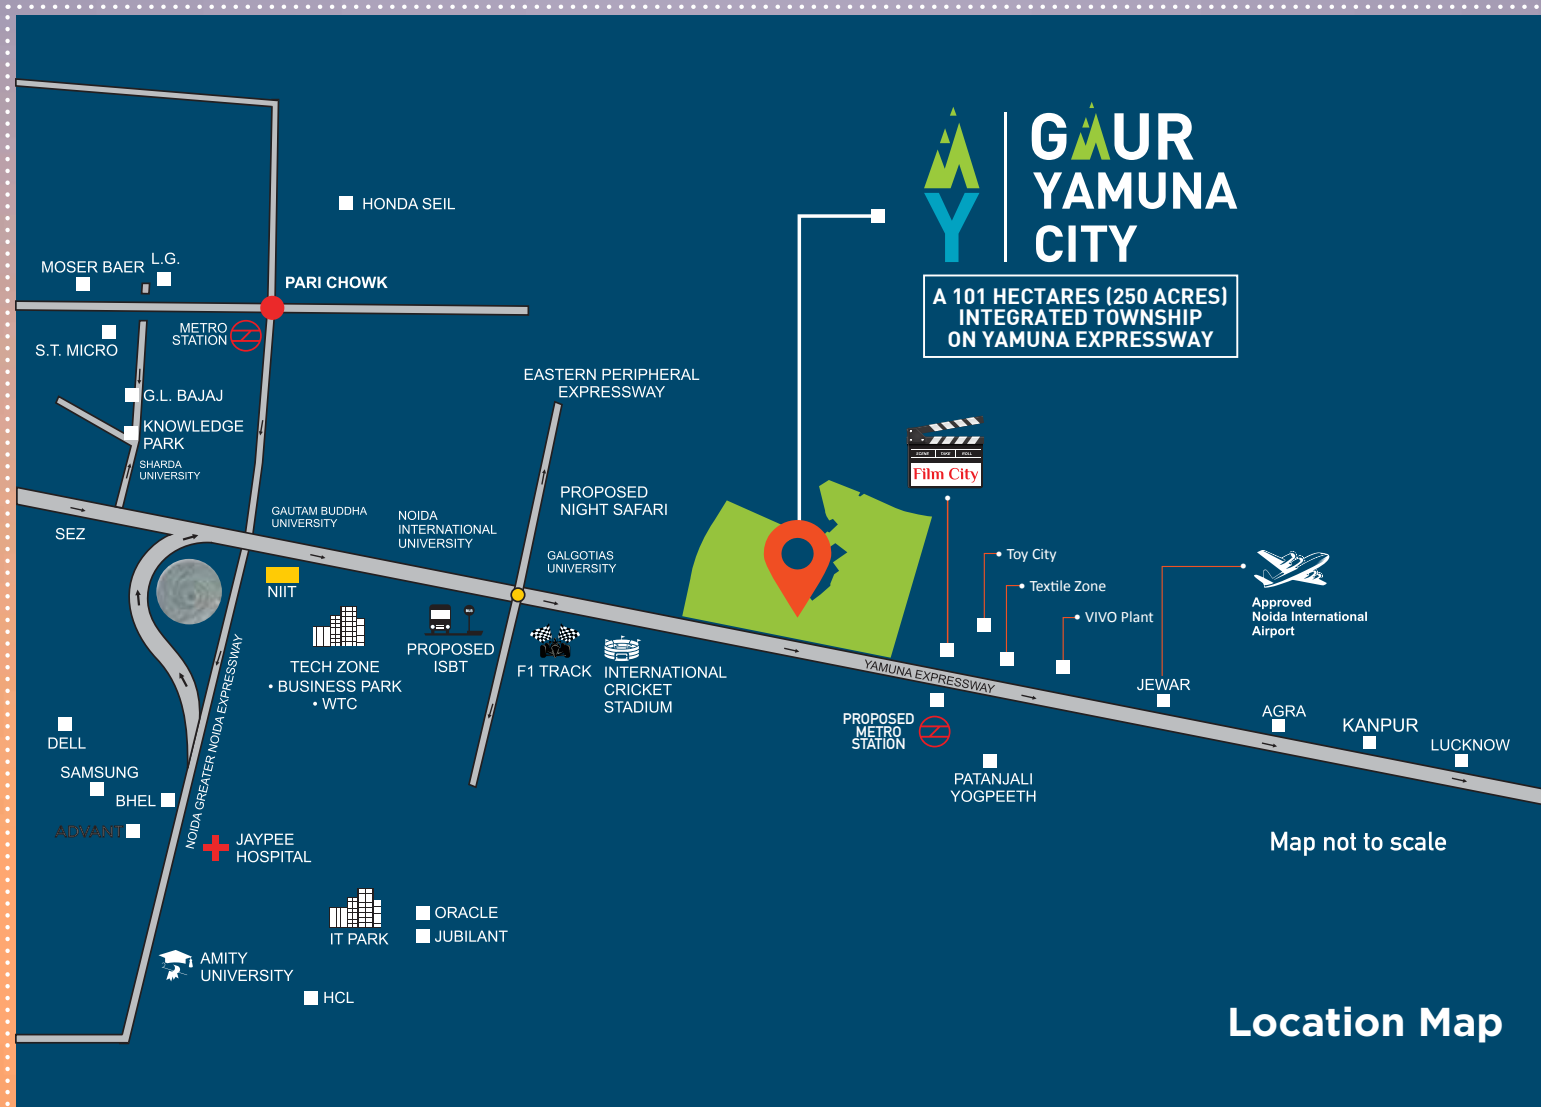 GAUR
YAMUNA
CITY
A 101 HECTARES (250 ACRES)
INTEGRATED TOWNSHIP
ON YAMUNA EXPRESSWAY
HONDA SEIL
MOSER BAER
L.G.
PARI CHOWK
METRO
STATION
S.T. MICRO
G.L. BAJAJ
KNOWLEDGE
PARK
SHARDA
UNIVERSITY
EASTERN PERIPHERAL
EXPRESSWAY
SEZ
GAUTAM BUDDHA
UNIVERSITY
NOIDA
INTERNATIONAL
UNIVERSITY
PROPOSED
NIGHT SAFARI
GALGOTIAS
UNIVERSITY
SCENE TAKE ROLL
Film City
Toy City
Textile Zone
VIVO Plant
Approved
Noida International
Airport
NIIT
TECH ZONE
• BUSINESS PARK
• WTC
BUS
PROPOSED
ISBT
F1 TRACK
INTERNATIONAL
CRICKET
STADIUM
YAMUNA EXPRESSWAY
JEWAR
AGRA
KANPUR
LUCKNOW
PROPOSED
METRO
STATION
PATANJALI
YOGPEETH
NOIDA GREATER NOIDA EXPRESSWAY
DELL
SAMSUNG
BHEL
ADVANT
JAYPEE
HOSPITAL
IT PARK
ORACLE
JUBILANT
AMITY
UNIVERSITY
HCL
Map not to scale
Location Map